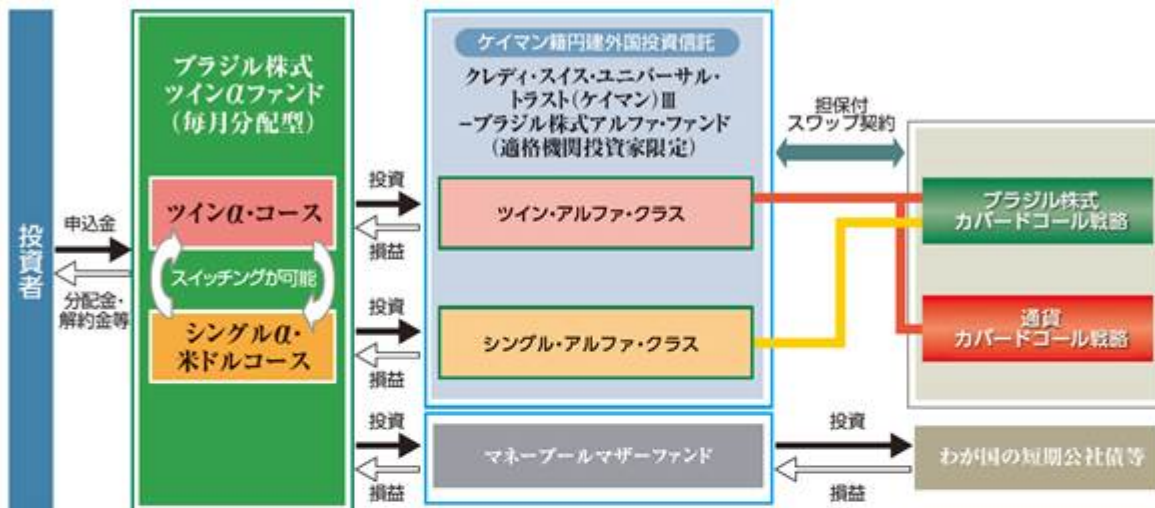 投資者
申込金
分配金・
解約金等
ブラジル株式
ツインαファンド
(毎月分配型)
ツインα・コース
スイッチングが可能
シングルα・
米ドルコース
投資
損益
投資
損益
投資
損益
ケイマン籍円建外国投資信託
クレディ・スイス・ユニバーサル・
トラスト(ケイマン)Ⅲ
-ブラジル株式アルファ・ファンド
(適格機関投資家限定)
ツイン・アルファ・クラス
シングル・アルファ・クラス
マネープールマザーファンド
担保付
スワップ契約
ブラジル株式
カバードコール戦略
通貨
カバードコール戦略
投資
損益
わが国の短期公社債等